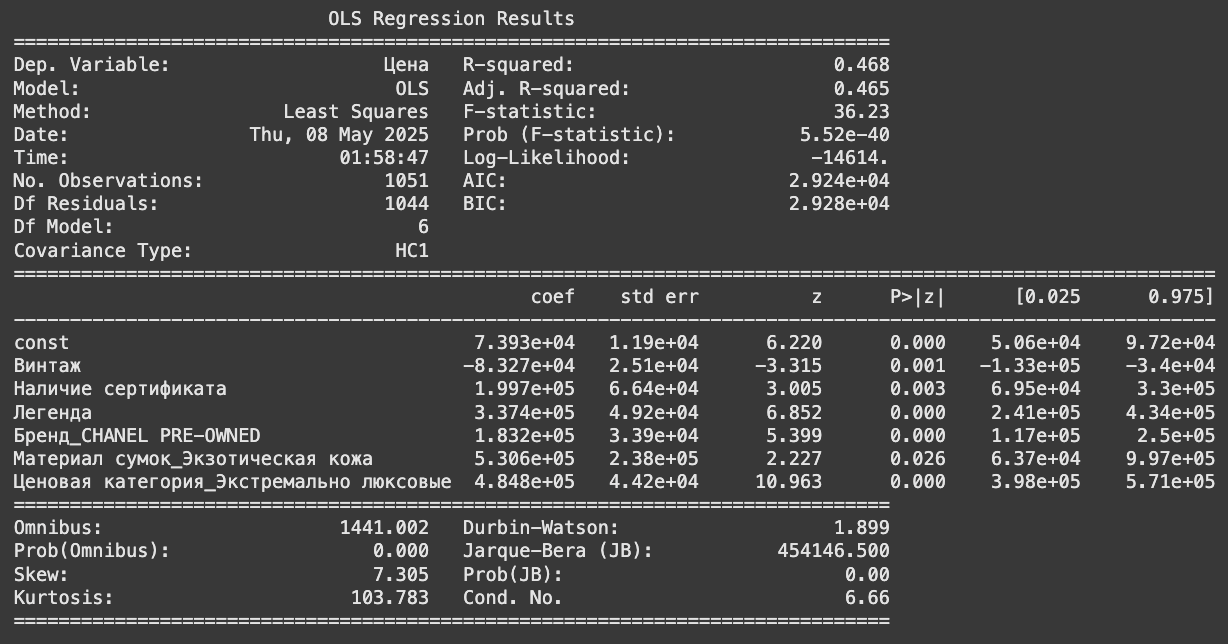 OLS Regression Results
==============================================================================
Dep. Variable: Цена R-squared: 0.468
Model: OLS Adj. R-squared: 0.465
Method: Least Squares F-statistic: 36.23
Date: Thu, 08 May 2025 Prob (F-statistic): 5.52e-40
Time: 01:58:47 Log-Likelihood: -14614.
No. Observations: 1051 AIC: 2.924e+04
Df Residuals: 1044 BIC: 2.928e+04
Df Model: 6
Covariance Type: HC1
===========================================================================================================
coef std err z P>|z| [0.025 0.975]
-----------------------------------------------------------------------------------------------------------
const 7.393e+04 1.19e+04 6.220 0.000 5.06e+04 9.72e+04
Винтаж -8.327e+04 2.51e+04 -3.315 0.001 -1.33e+05 -3.4e+04
Наличие сертификата 1.997e+05 6.64e+04 3.005 0.003 6.95e+04 3.3e+05
Легенда 3.374e+05 4.92e+04 6.852 0.000 2.41e+05 4.34e+05
Бренд_CHANEL PRE-OWNED 1.832e+05 3.39e+04 5.399 0.000 1.17e+05 2.5e+05
Материал сумок_Экзотическая кожа 5.306e+05 2.38e+05 2.227 0.026 6.37e+04 9.97e+05
Ценовая категория_Экстремально люксовые 4.848e+05 4.42e+04 10.963 0.000 3.98e+05 5.71e+05
==============================================================================
Omnibus: 1441.002 Durbin-Watson: 1.899
Prob(Omnibus): 0.000 Jarque-Bera (JB): 454146.500
Skew: 7.305 Prob(JB): 0.00
Kurtosis: 103.783 Cond. No. 6.66
==============================================================================